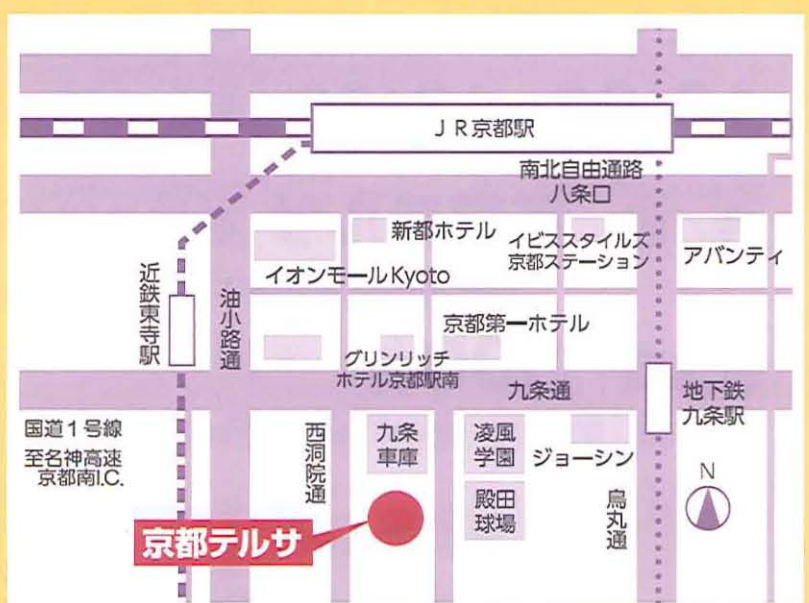 JR京都駅
南北自由通路
八条口
新都ホテル
イビススタイルズ
京都ステーション
アバンティ
イオンモールKyoto
近鉄東寺駅
油小路通
京都第一ホテル
グリンリッチ
ホテル京都駅南
九条通
地下鉄
九条駅
国道1号線
至名神高速
京都南I.C.
西洞院通
九条
車庫
凌風
学園
ジョーシン
殿田
球場
烏丸通
N
京都テルサ